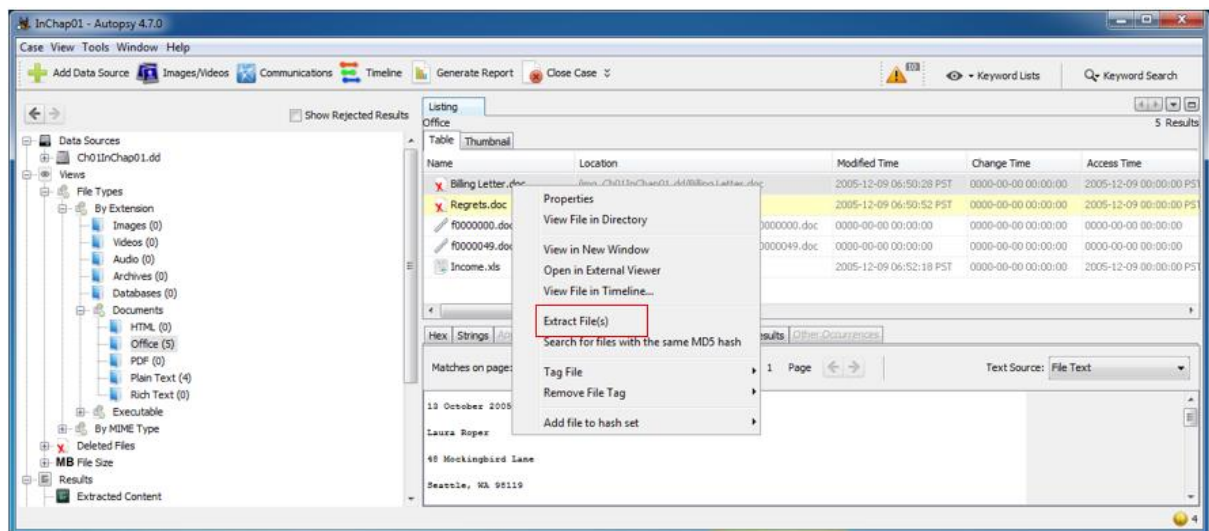 InChap01 - Autopsy 4.7.0
Case View Tools Window Help
Add Data Source Images/Videos Communications Timeline Generate Report Close Case Keyword Lists Keyword Search
Show Rejected Results
Data Sources
Ch01InChap01.dd
Views
File Types
By Extension
Images (0)
Videos (0)
Audio (0)
Archives (0)
Databases (0)
Documents
HTML (0)
Office (5)
PDF (0)
Plain Text (4)
Rich Text (0)
Executable
By MIME Type
Deleted Files
MB File Size
Results
Extracted Content
Listing
Office 5 Results
Table Thumbnail
Name Location Modified Time Change Time Access Time
Billing Letter.doc /img_Ch01InChap01.dd/Billing Letter.doc 2005-12-09 06:50:28 PST 0000-00-00 00:00:00 2005-12-09 00:00:00 PST
Regrets.doc 2005-12-09 06:50:52 PST 0000-00-00 00:00:00 2005-12-09 00:00:00 PST
f0000000.doc 0000000.doc 0000-00-00 00:00:00 0000-00-00 00:00:00 0000-00-00 00:00:00
f0000049.doc 0000049.doc 0000-00-00 00:00:00 0000-00-00 00:00:00 0000-00-00 00:00:00
Income.xls 2005-12-09 06:52:18 PST 0000-00-00 00:00:00 2005-12-09 00:00:00 PST
Properties
View File in Directory
View in New Window
Open in External Viewer
View File in Timeline...
Extract File(s)
Search for files with the same MD5 hash
Tag File
Remove File Tag
Add file to hash set
Hex Strings Other Occurrences
Matches on page: 1 Page Text Source: File Text
13 October 2005
Laura Roper
48 Mockingbird Lane
Seattle, WA 98119
4